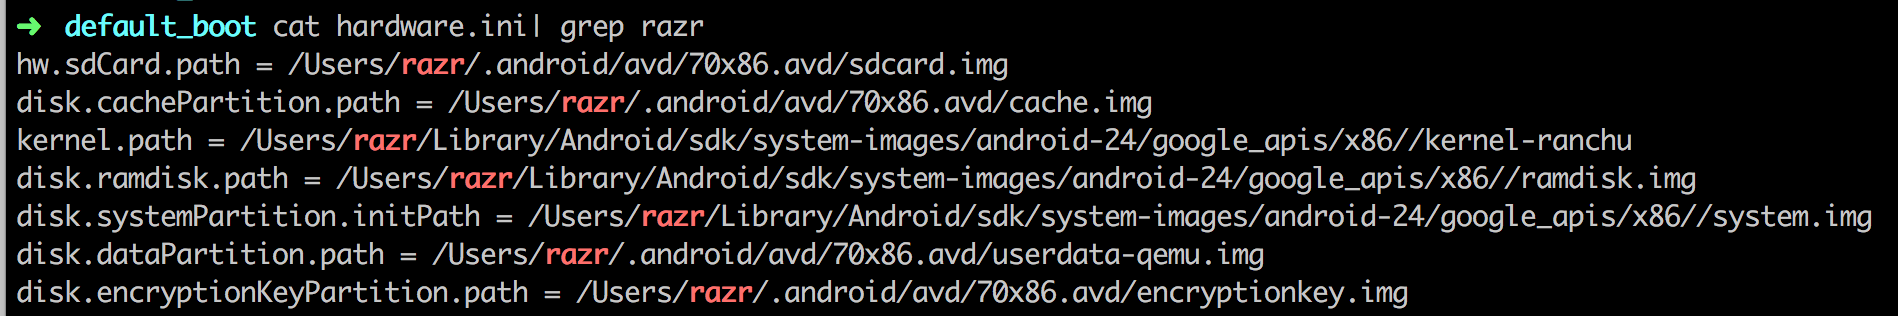 ➜ default_boot cat hardware.ini| grep razr
hw.sdCard.path = /Users/razr/.android/avd/70x86.avd/sdcard.img
disk.cachePartition.path = /Users/razr/.android/avd/70x86.avd/cache.img
kernel.path = /Users/razr/Library/Android/sdk/system-images/android-24/google_apis/x86//kernel-ranchu
disk.ramdisk.path = /Users/razr/Library/Android/sdk/system-images/android-24/google_apis/x86//ramdisk.img
disk.systemPartition.initPath = /Users/razr/Library/Android/sdk/system-images/android-24/google_apis/x86//system.img
disk.dataPartition.path = /Users/razr/.android/avd/70x86.avd/userdata-qemu.img
disk.encryptionKeyPartition.path = /Users/razr/.android/avd/70x86.avd/encryptionkey.img